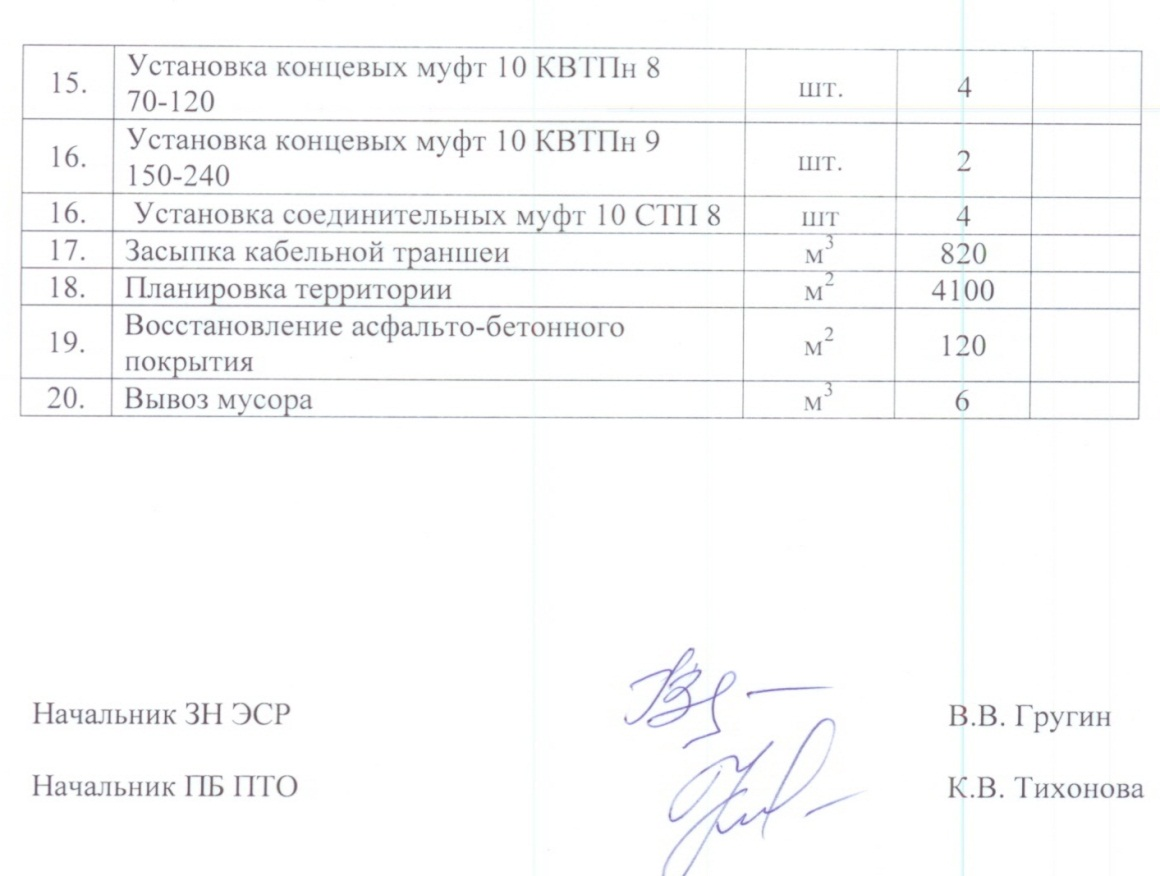 15. Установка концевых муфт 10 КВТПн 8 шт. 4
70-120
16. Установка концевых муфт 10 КВТПн 9 шт. 2
150-240
16. Установка соединительных муфт 10 СТП 8 шт 4
17. Засыпка кабельной траншеи м³ 820
18. Планировка территории м² 4100
19. Восстановление асфальто-бетонного м² 120
покрытия
20. Вывоз мусора м³ 6
Начальник ЗН ЭСР В.В. Гругин
Начальник ПБ ПТО К.В. Тихонова